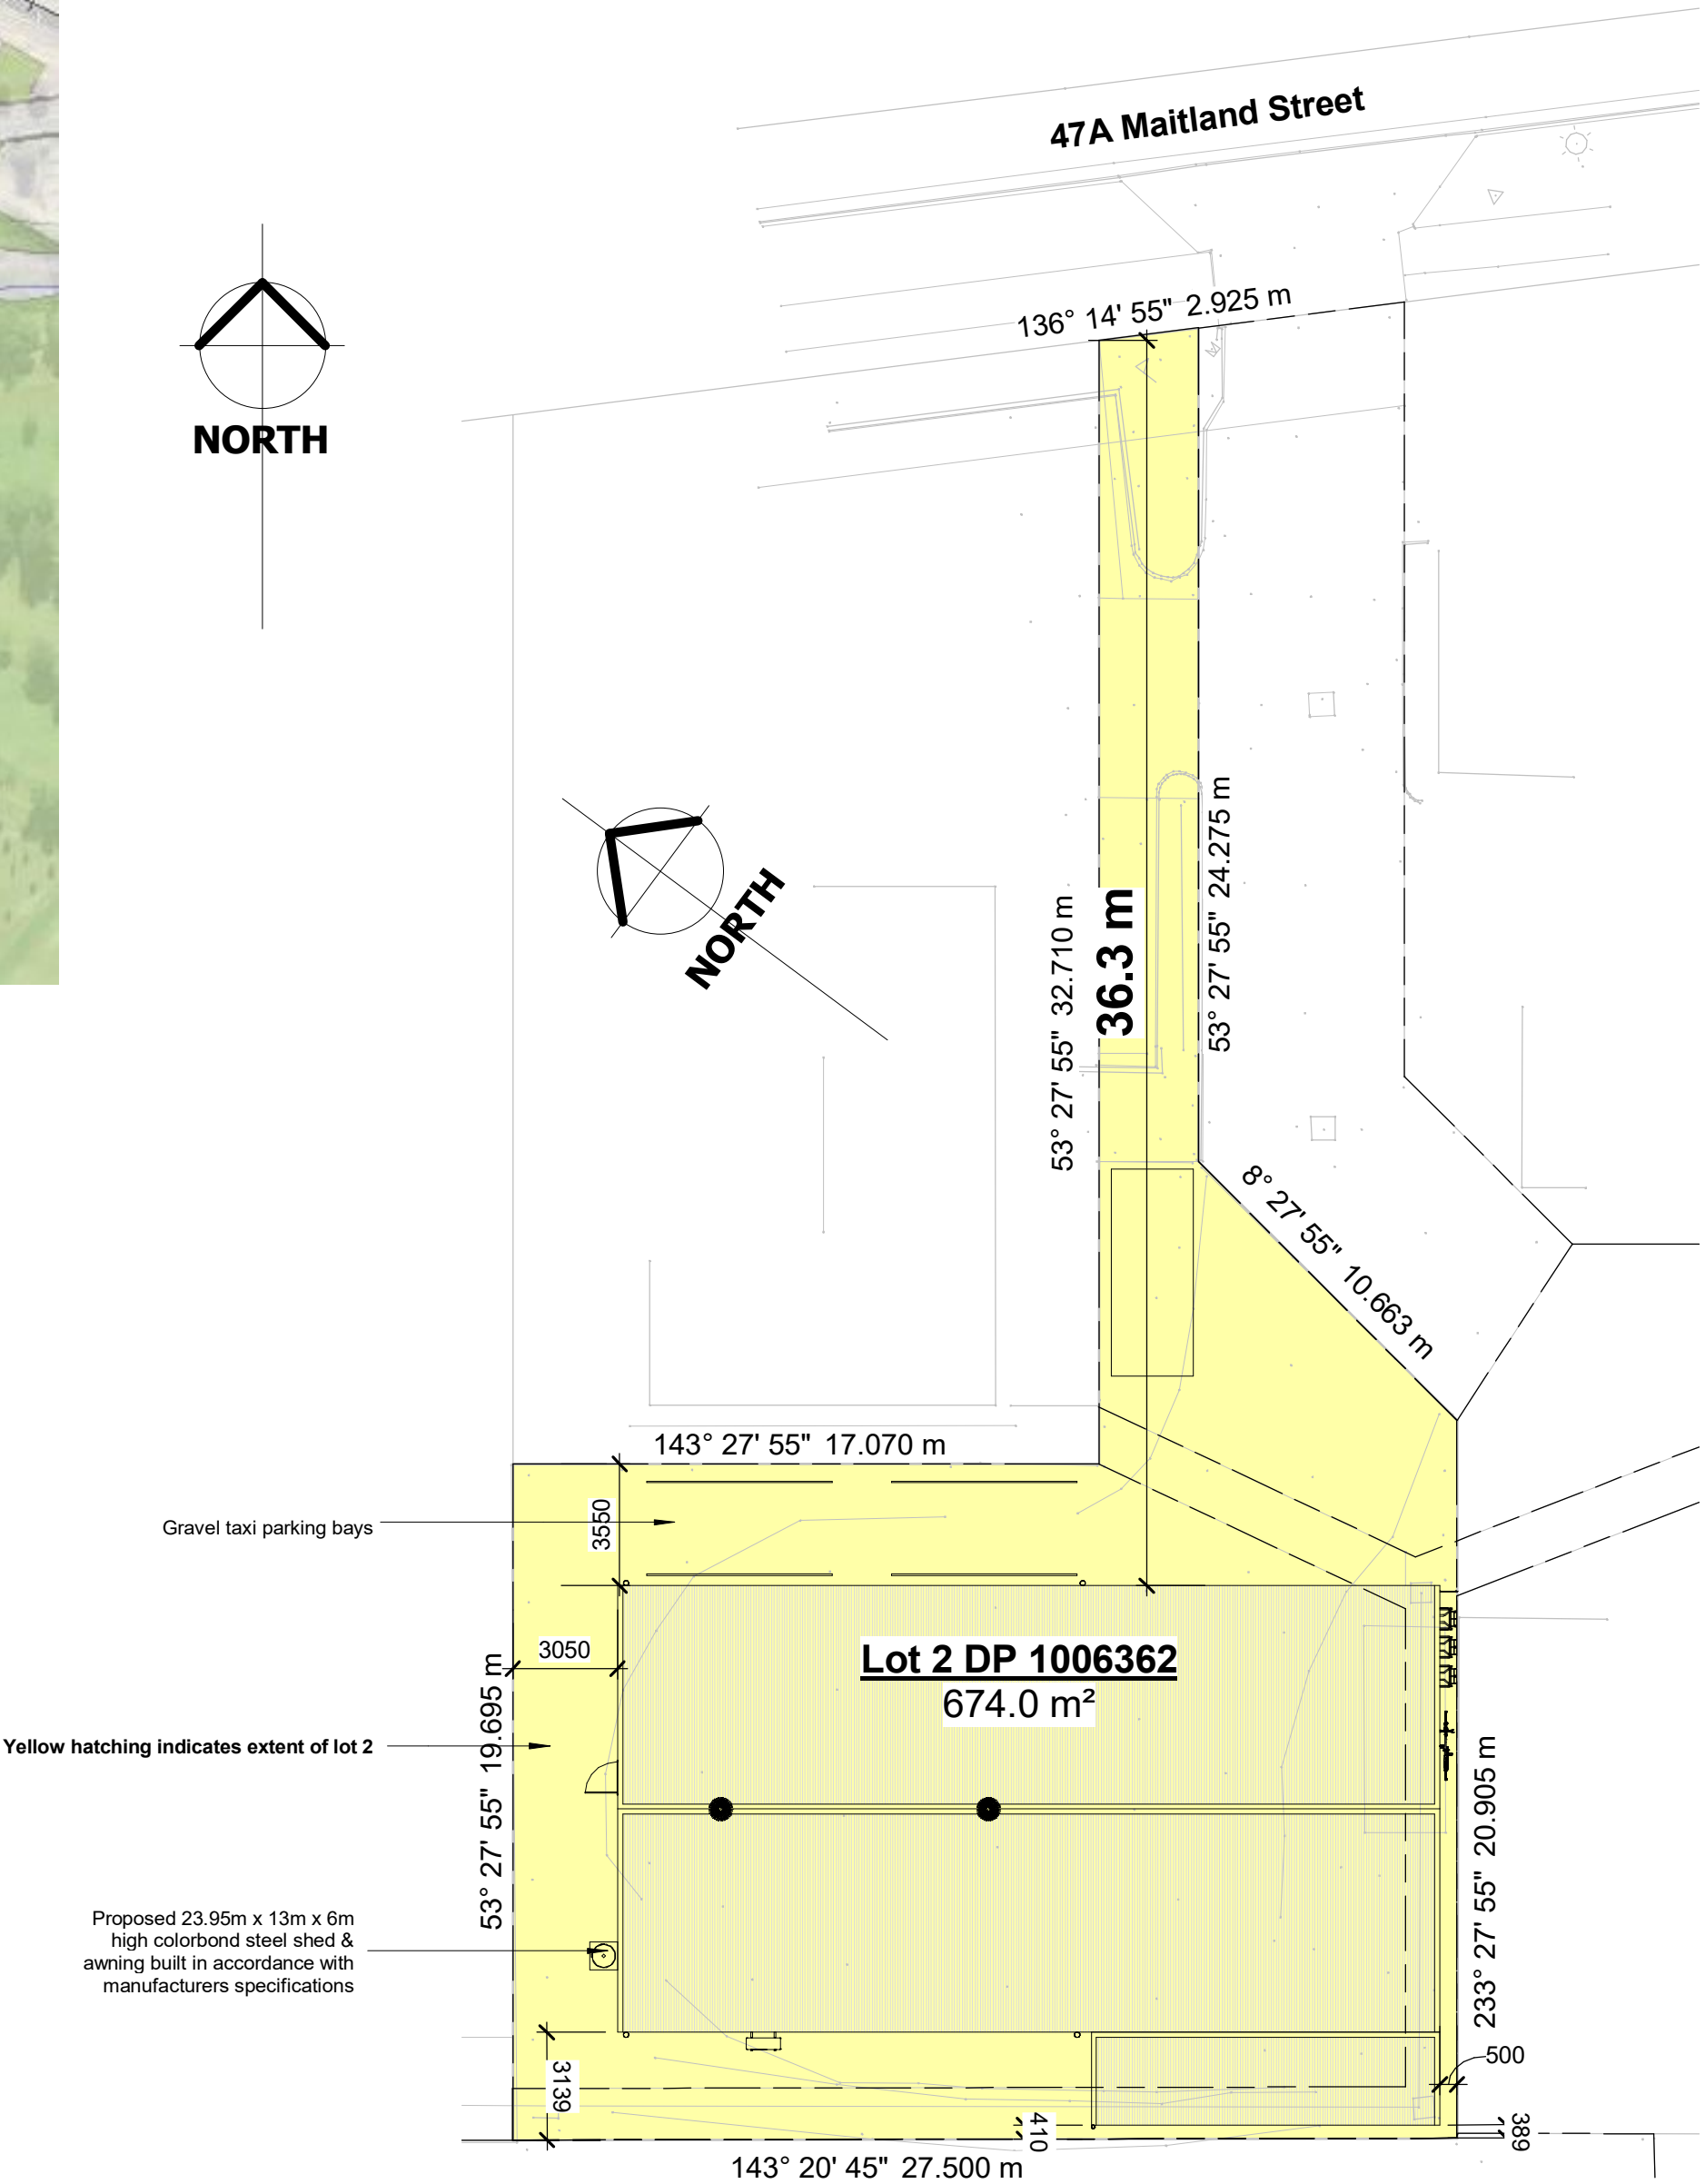 47A Maitland Street
136° 14' 55" 2.925 m
NORTH
NORTH
53° 27' 55" 32.710 m
36.3 m
53° 27' 55" 24.275 m
8° 27' 55" 10.663 m
143° 27' 55" 17.070 m
Gravel taxi parking bays
3550
3050
Lot 2 DP 1006362
674.0 m²
Yellow hatching indicates extent of lot 2
53° 27' 55" 19.695 m
233° 27' 55" 20.905 m
Proposed 23.95m x 13m x 6m
high colorbond steel shed &
awning built in accordance with
manufacturers specifications
500
3139
410
389
143° 20' 45" 27.500 m